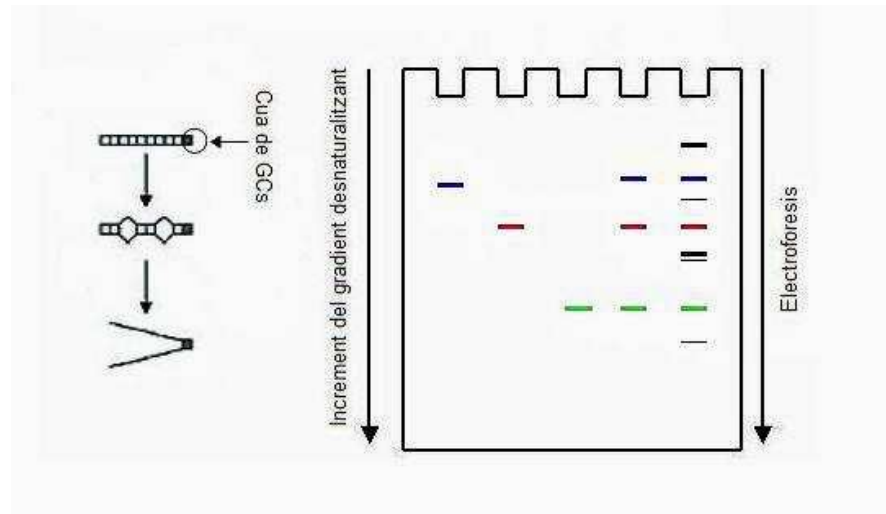 Cua de GCs
Increment del gradient desnaturalitzant
Electroforesis